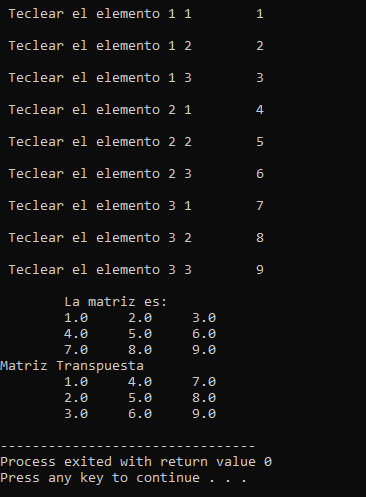 Teclear el elemento 1 1        1
Teclear el elemento 1 2        2
Teclear el elemento 1 3        3
Teclear el elemento 2 1        4
Teclear el elemento 2 2        5
Teclear el elemento 2 3        6
Teclear el elemento 3 1        7
Teclear el elemento 3 2        8
Teclear el elemento 3 3        9
La matriz es:
1.0     2.0     3.0
4.0     5.0     6.0
7.0     8.0     9.0
Matriz Transpuesta
1.0     4.0     7.0
2.0     5.0     8.0
3.0     6.0     9.0
--------------------------------
Process exited with return value 0
Press any key to continue . . .